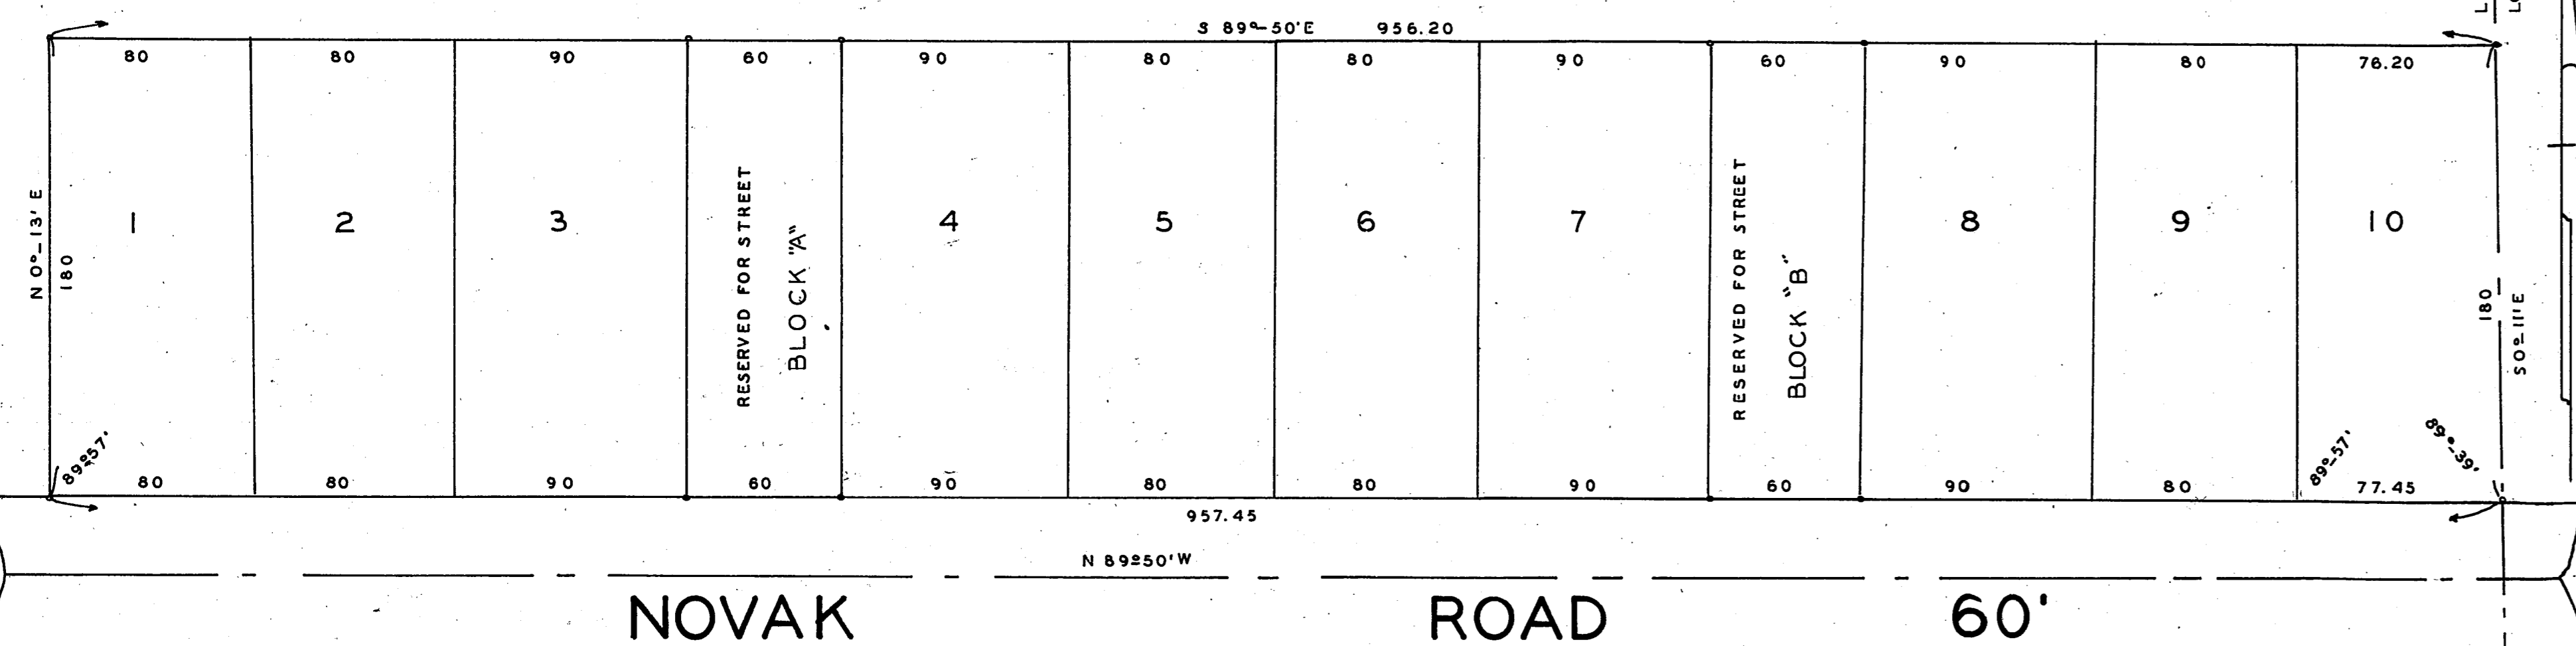 S 89°-50'E 956.20
80 80 90 60 90 80 80 90 60 90 80 76.20
N 0°-13' E
180
1 2 3
RESERVED FOR STREET
BLOCK "A"
4 5 6 7
RESERVED FOR STREET
BLOCK "B"
8 9 10
180
S 0°-11' E
89°57'
89°-57'
89°-39'
80 80 90 60 90 80 80 90 60 90 80 77.45
957.45
N 89°50'W
NOVAK ROAD 60'